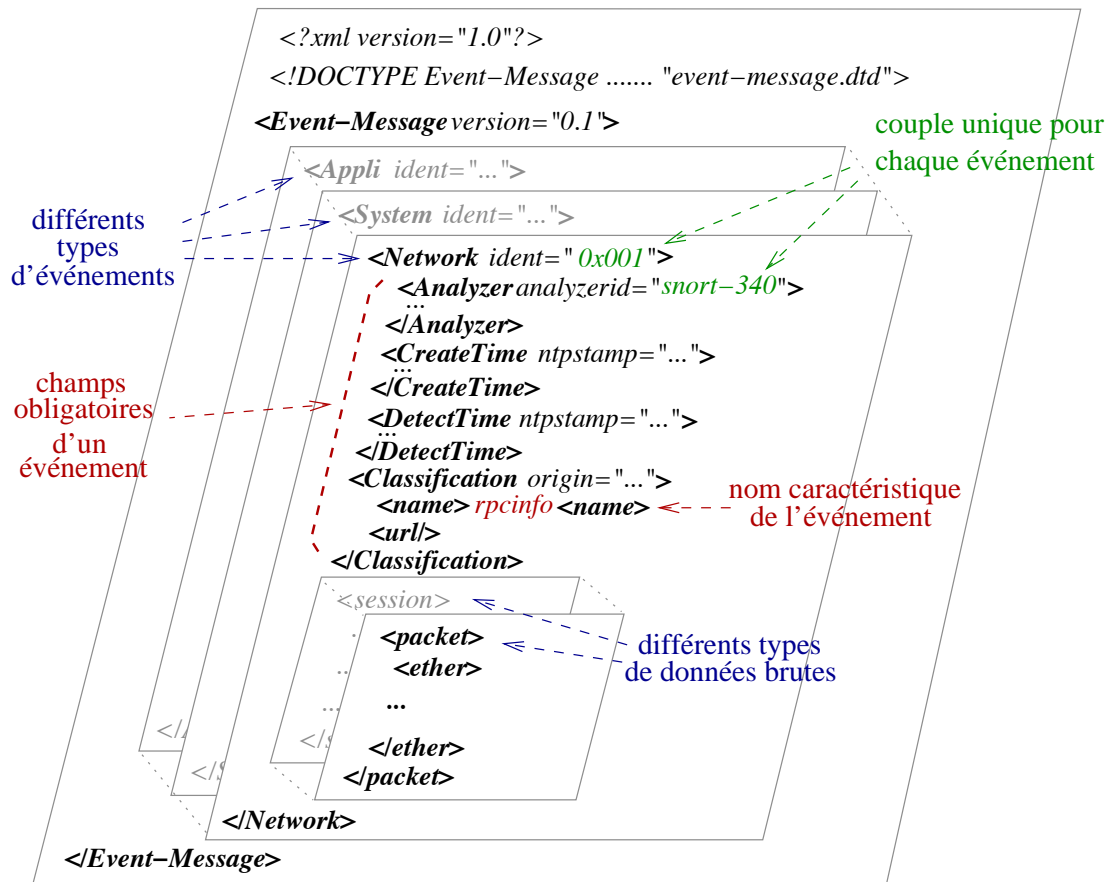 <?xml version="1.0"?>
<!DOCTYPE Event−Message ....... "event−message.dtd">
<Event−Message version="0.1">
couple unique pour
chaque événement
<Appli ident="...">
<System ident="...">
différents
types
d'événements
<Network ident=" 0x001">
<Analyzer analyzerid="snort−340">
...
</Analyzer>
<CreateTime ntpstamp="...">
...
</CreateTime>
<DetectTime ntpstamp="...">
...
</DetectTime>
<Classification origin="...">
<name> rpcinfo <name>
<url/>
</Classification>
champs
obligatoires
d'un
événement
nom caractéristique
de l'événement
<session>
<packet>
<ether>
...
</ether>
</packet>
différents types
de données brutes
...
...
</s
</A
</S
</Network>
</Event−Message>